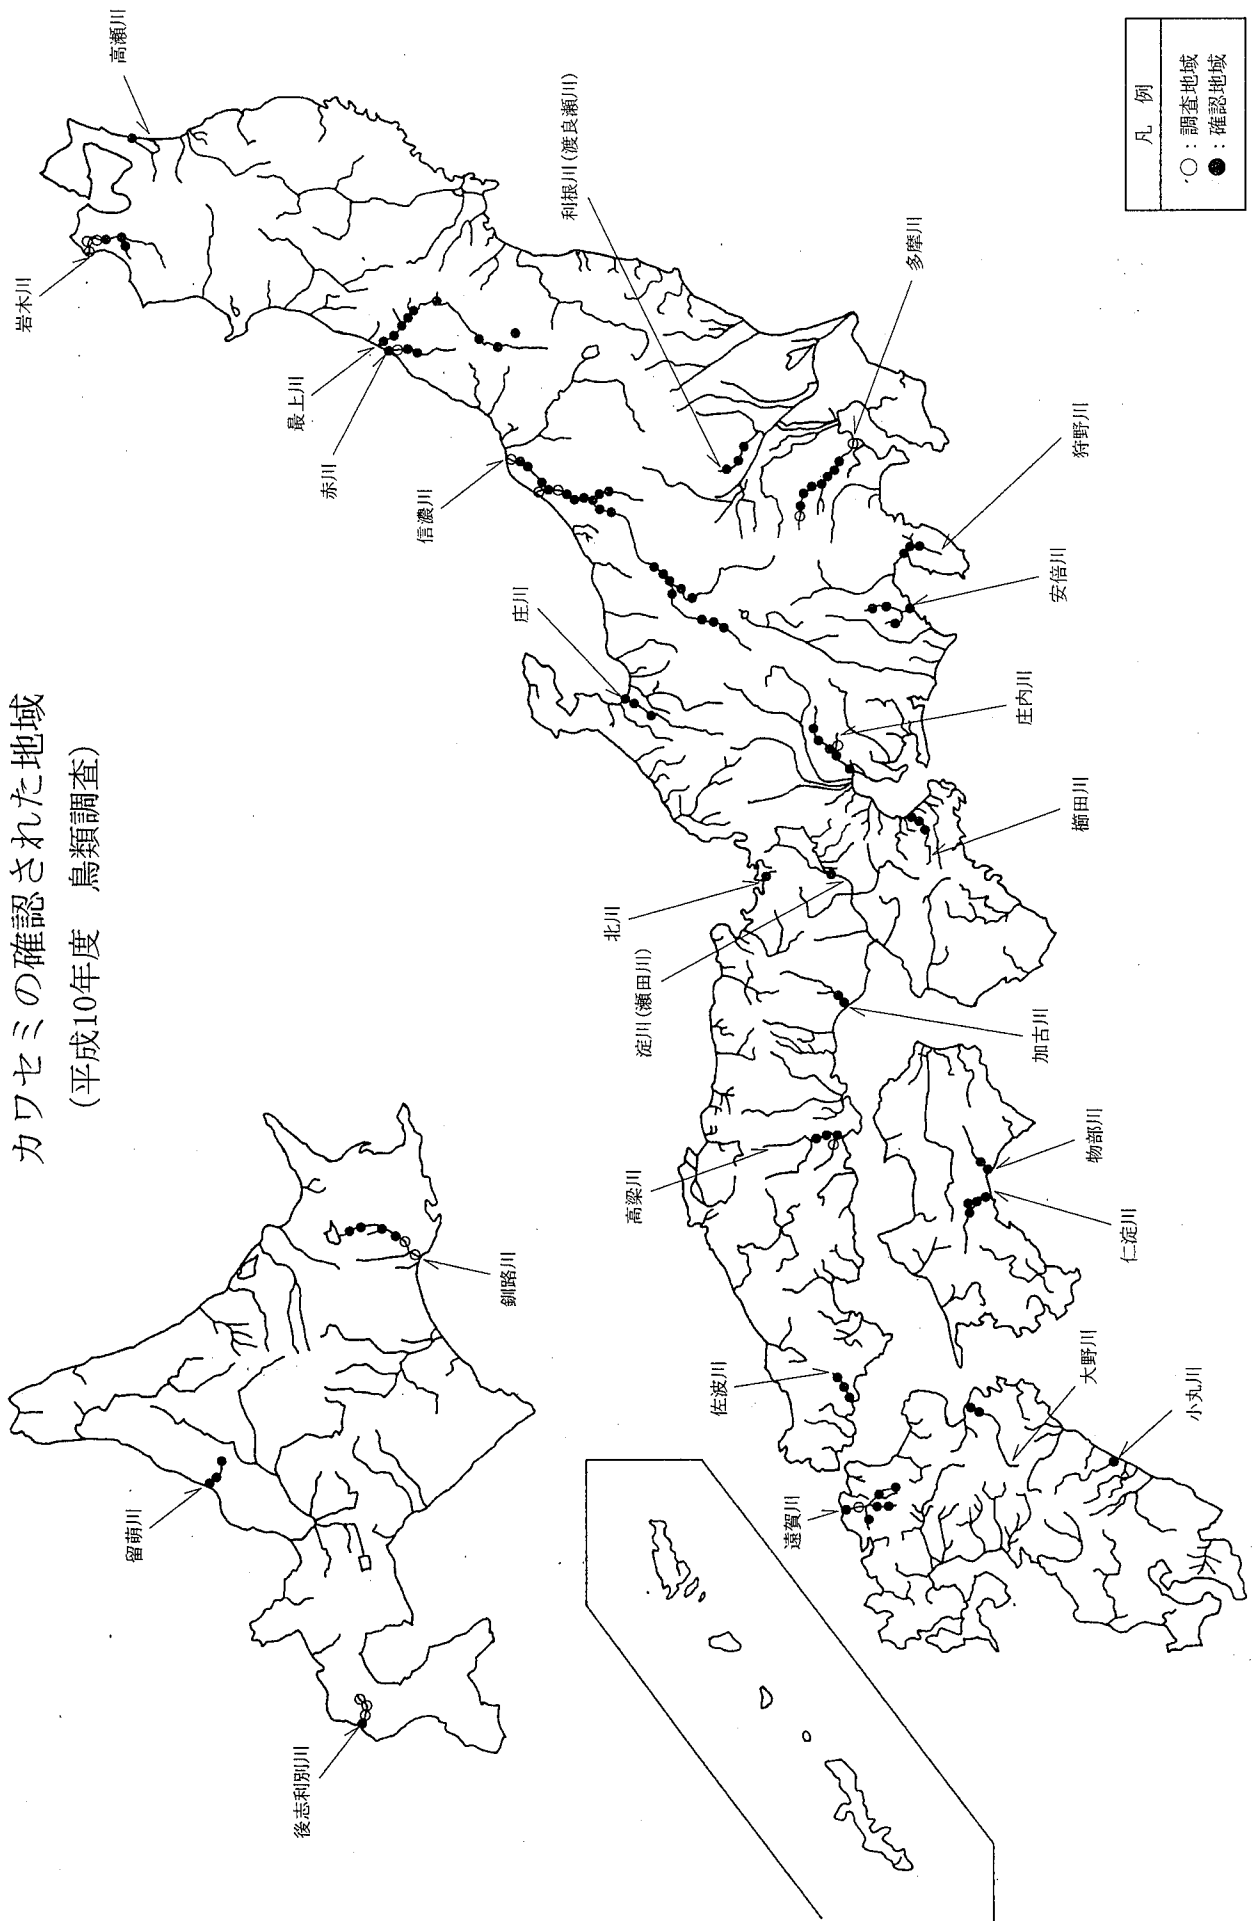 カワセミの確認された地域
(平成10年度　鳥類調査)
後志利別川
留萌川
釧路川
岩木川
高瀬川
最上川
赤川
信濃川
利根川(渡良瀬川)
多摩川
狩野川
安倍川
庄川
庄内川
櫛田川
北川
淀川(瀬田川)
加古川
高梁川
物部川
仁淀川
佐波川
遠賀川
大野川
小丸川
凡　例
○：調査地域
●：確認地域